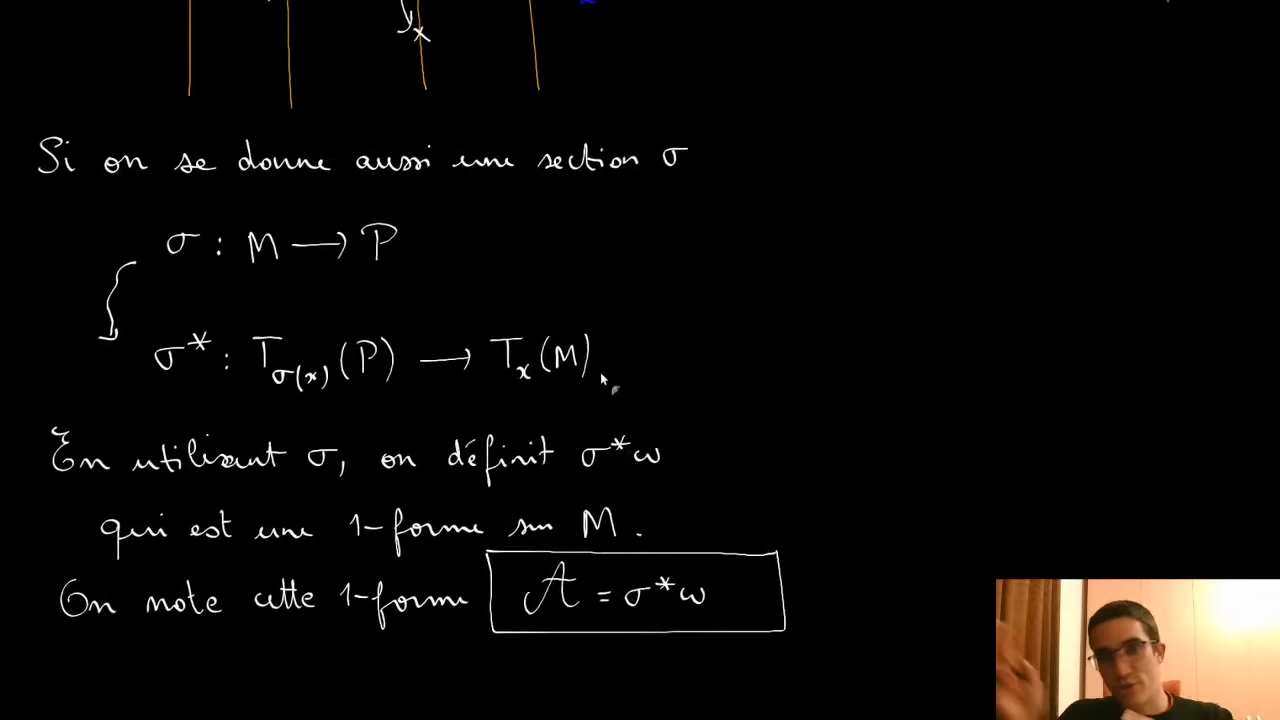 y_x
Si on se donne aussi une section σ
σ : M ⟶ P
σ* : T_σ(x) (P) ⟶ T_x (M)
En utilisant σ, on définit σ*ω
qui est une 1-forme sur M.
On note cette 1-forme 𝒜 = σ*ω